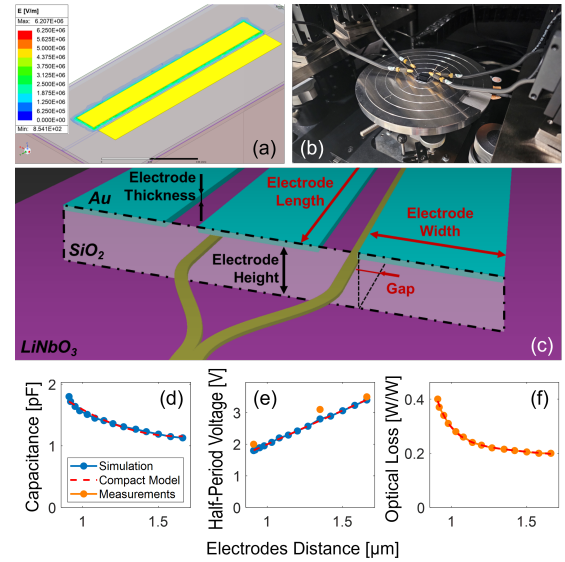 E [V/m]
Max: 6.207E+06
6.250E+06
5.625E+06
5.000E+06
4.375E+06
3.750E+06
3.125E+06
2.500E+06
1.875E+06
1.250E+06
6.250E+05
0.000E+00
Min: 8.541E+02
(a)
(b)
Electrode
Thickness
Au
SiO2
LiNbO3
Electrode
Length
Electrode
Height
Electrode
Width
Gap
(c)
Capacitance [pF]
2
1
0
1
1.5
(d)
Simulation
Compact Model
Measurements
Half-Period Voltage [V]
3
0
1
1.5
(e)
Optical Loss [W/W]
0.4
0.2
0
1
1.5
(f)
Electrodes Distance [µm]